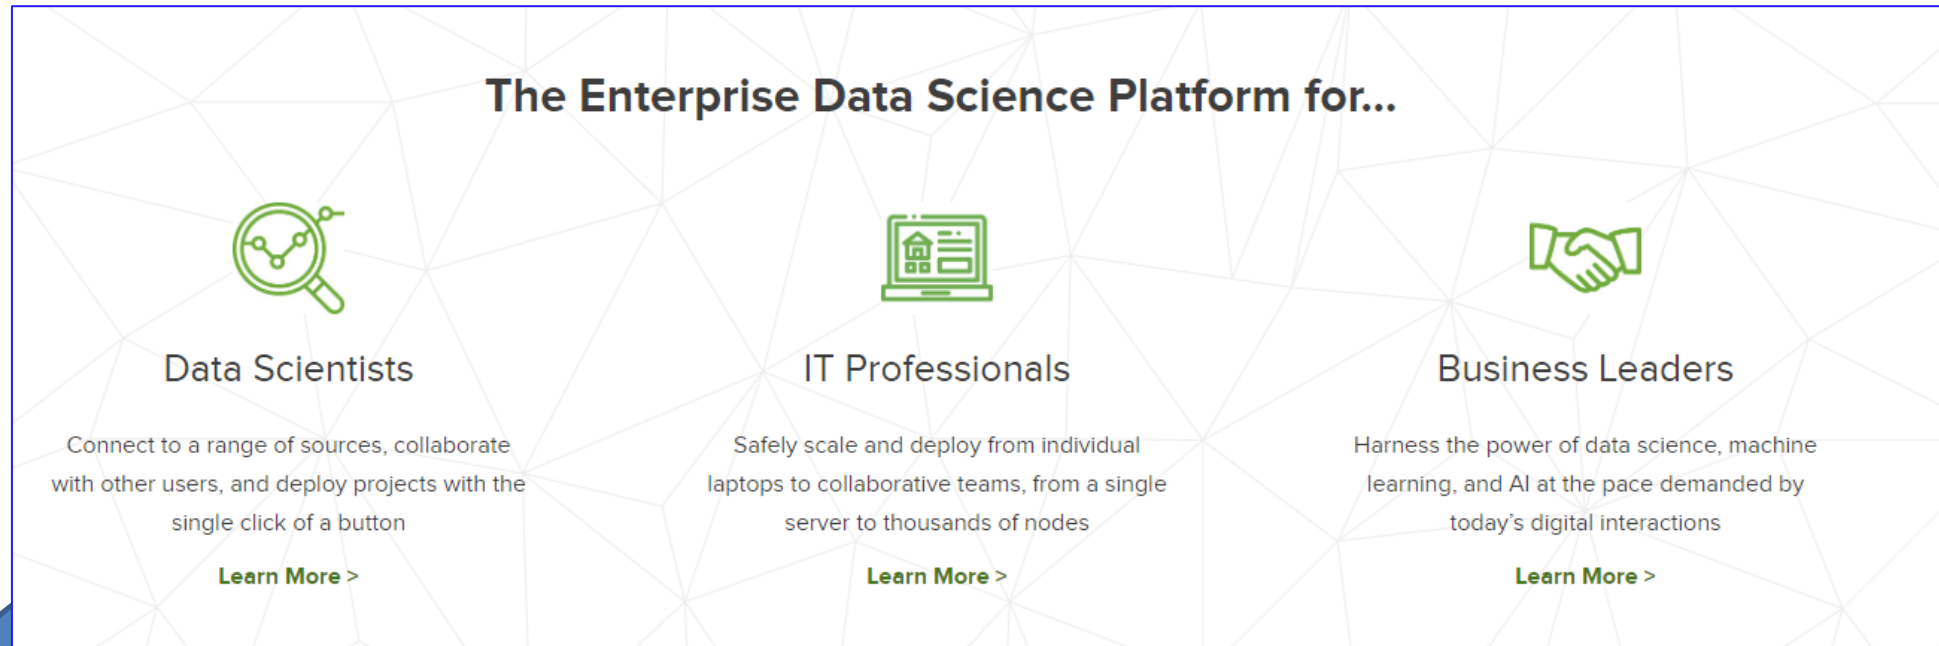 The Enterprise Data Science Platform for...
Data Scientists
Connect to a range of sources, collaborate
with other users, and deploy projects with the
single click of a button
Learn More >
IT Professionals
Safely scale and deploy from individual
laptops to collaborative teams, from a single
server to thousands of nodes
Learn More >
Business Leaders
Harness the power of data science, machine
learning, and AI at the pace demanded by
today’s digital interactions
Learn More >